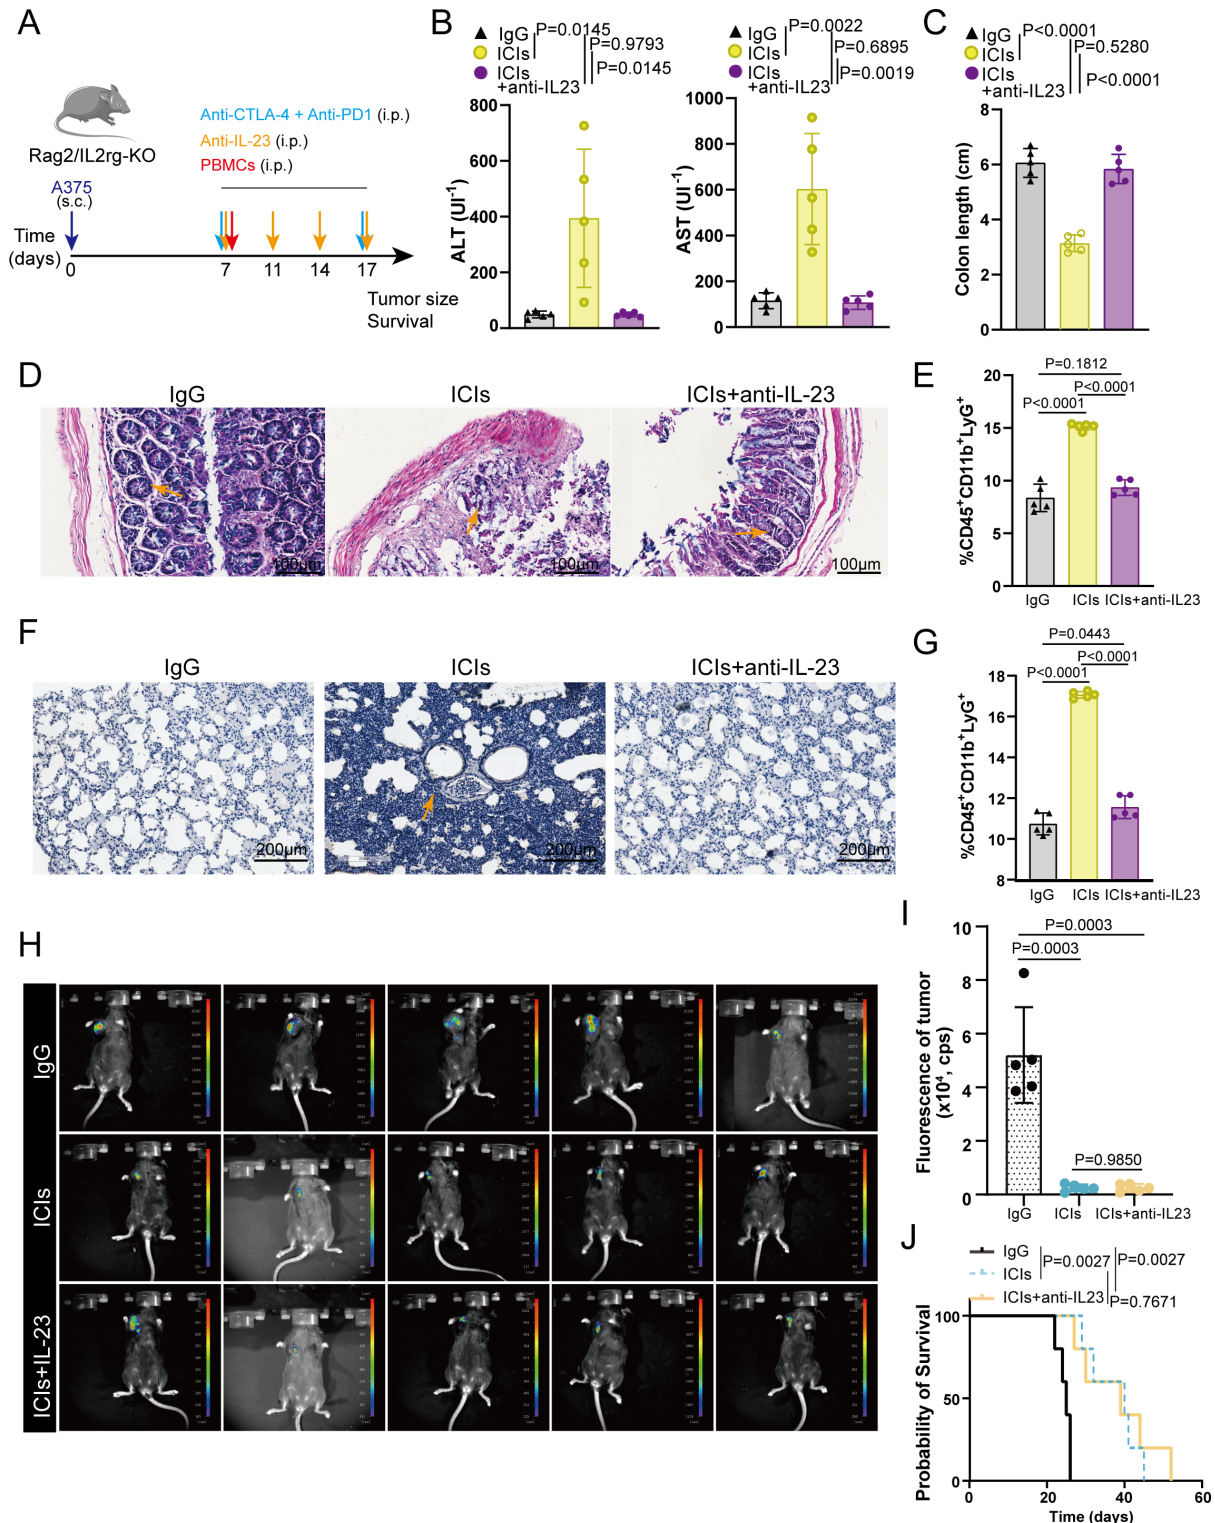 A
Anti-CTLA-4 + Anti-PD1 (i.p.)
Anti-IL-23 (i.p.)
PBMCs (i.p.)
Rag2/IL2rg-KO
A375
(s.c.)
Time
(days)
0
7
11
14
17
Tumor size
Survival
B
IgG
ICIs
ICIs
+anti-IL23
P=0.0145
P=0.9793
P=0.0145
ALT (UI-1)
800
600
400
200
0
IgG
ICIs
ICIs
+anti-IL23
P=0.0022
P=0.6895
P=0.0019
AST (UI-1)
1000
800
600
400
200
0
C
IgG
ICIs
ICIs
+anti-IL23
P<0.0001
P=0.5280
P<0.0001
Colon length (cm)
8
6
4
2
0
D
IgG
ICIs
ICIs+anti-IL-23
100μm
100μm
100μm
E
P=0.1812
P<0.0001
P<0.0001
%CD45+CD11b+LyG+
20
15
10
5
0
IgG
ICIs
ICIs+anti-IL23
F
IgG
ICIs
ICIs+anti-IL-23
200μm
200μm
200μm
G
P=0.0443
P<0.0001
P<0.0001
%CD45+CD11b+LyG+
18
16
14
12
10
8
IgG
ICIs
ICIs+anti-IL23
H
IgG
ICIs
ICIs+IL-23
I
P=0.0003
P=0.0003
P=0.9850
Fluorescence of tumor
(x10⁴, cps)
10
8
6
4
2
0
IgG
ICIs
ICIs+anti-IL23
J
IgG
ICIs
ICIs+anti-IL23
P=0.0027
P=0.0027
P=0.7671
Probability of Survival
100
50
0
0
20
40
60
Time (days)